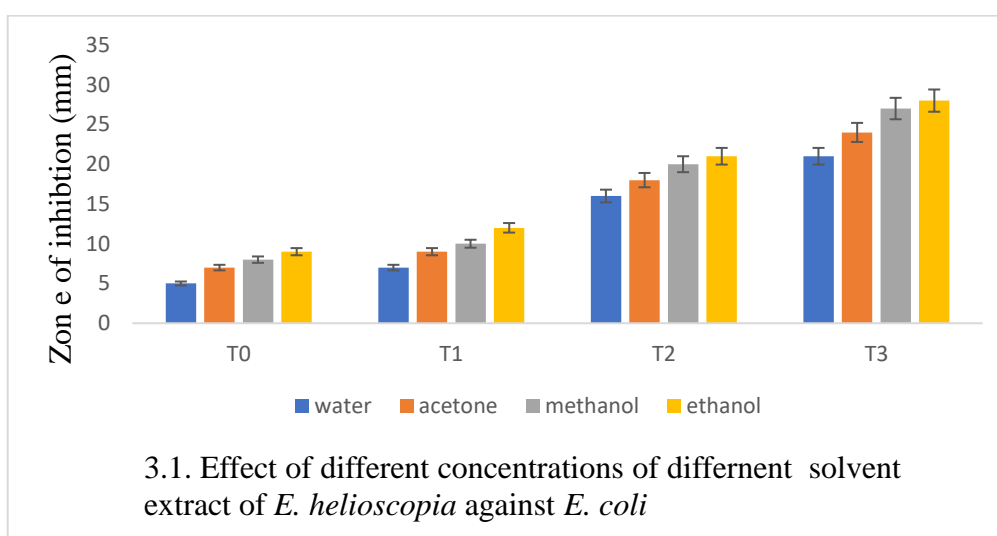 35
30
25
20
15
10
5
0
Zon e of inhibtion (mm)
T0 T1 T2 T3
water acetone methanol ethanol
3.1. Effect of different concentrations of differnent solvent
extract of E. helioscopia against E. coli